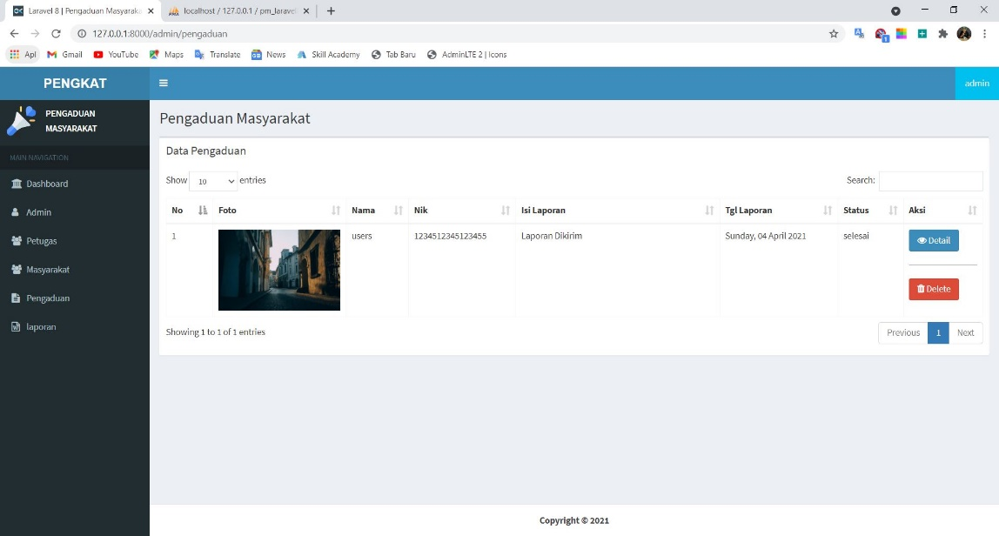 Laravel 8 | Pengaduan Masyaraka
localhost / 127.0.0.1 / pm_laravel
127.0.0.1:8000/admin/pengaduan
1
Apl Gmail YouTube Maps Translate News Skill Academy Tab Baru AdminLTE 2 | Icons
PENGKAT
admin
PENGADUAN
MASYARAKAT
MAIN NAVIGATION
Dashboard
Admin
Petugas
Masyarakat
Pengaduan
laporan
Pengaduan Masyarakat
Data Pengaduan
Show 10 entries
Search:
No Foto Nama Nik Isi Laporan Tgl Laporan Status Aksi
1 users 1234512345123455 Laporan Dikirim Sunday, 04 April 2021 selesai Detail
Delete
Showing 1 to 1 of 1 entries
Previous 1 Next
Copyright © 2021